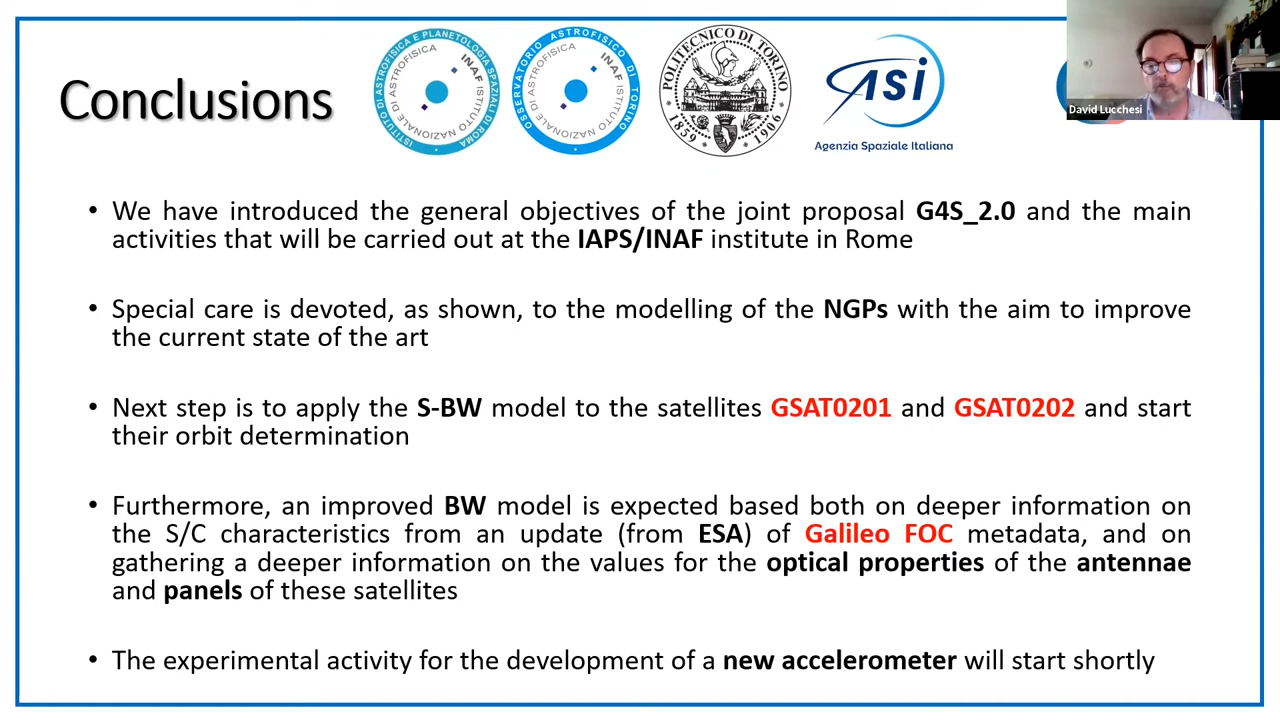 Conclusions
ISTITUTO DI ASTROFISICA E PLANETOLOGIA SPAZIALI DI ROMA
INAF ISTITUTO NAZIONALE DI ASTROFISICA
OSSERVATORIO ASTROFISICO DI TORINO
INAF ISTITUTO NAZIONALE DI ASTROFISICA
POLITECNICO DI TORINO
1859 1906
ASI
Agenzia Spaziale Italiana
David Lucchesi
• We have introduced the general objectives of the joint proposal G4S_2.0 and the main
activities that will be carried out at the IAPS/INAF institute in Rome
• Special care is devoted, as shown, to the modelling of the NGPs with the aim to improve
the current state of the art
• Next step is to apply the S-BW model to the satellites GSAT0201 and GSAT0202 and start
their orbit determination
• Furthermore, an improved BW model is expected based both on deeper information on
the S/C characteristics from an update (from ESA) of Galileo FOC metadata, and on
gathering a deeper information on the values for the optical properties of the antennae
and panels of these satellites
• The experimental activity for the development of a new accelerometer will start shortly